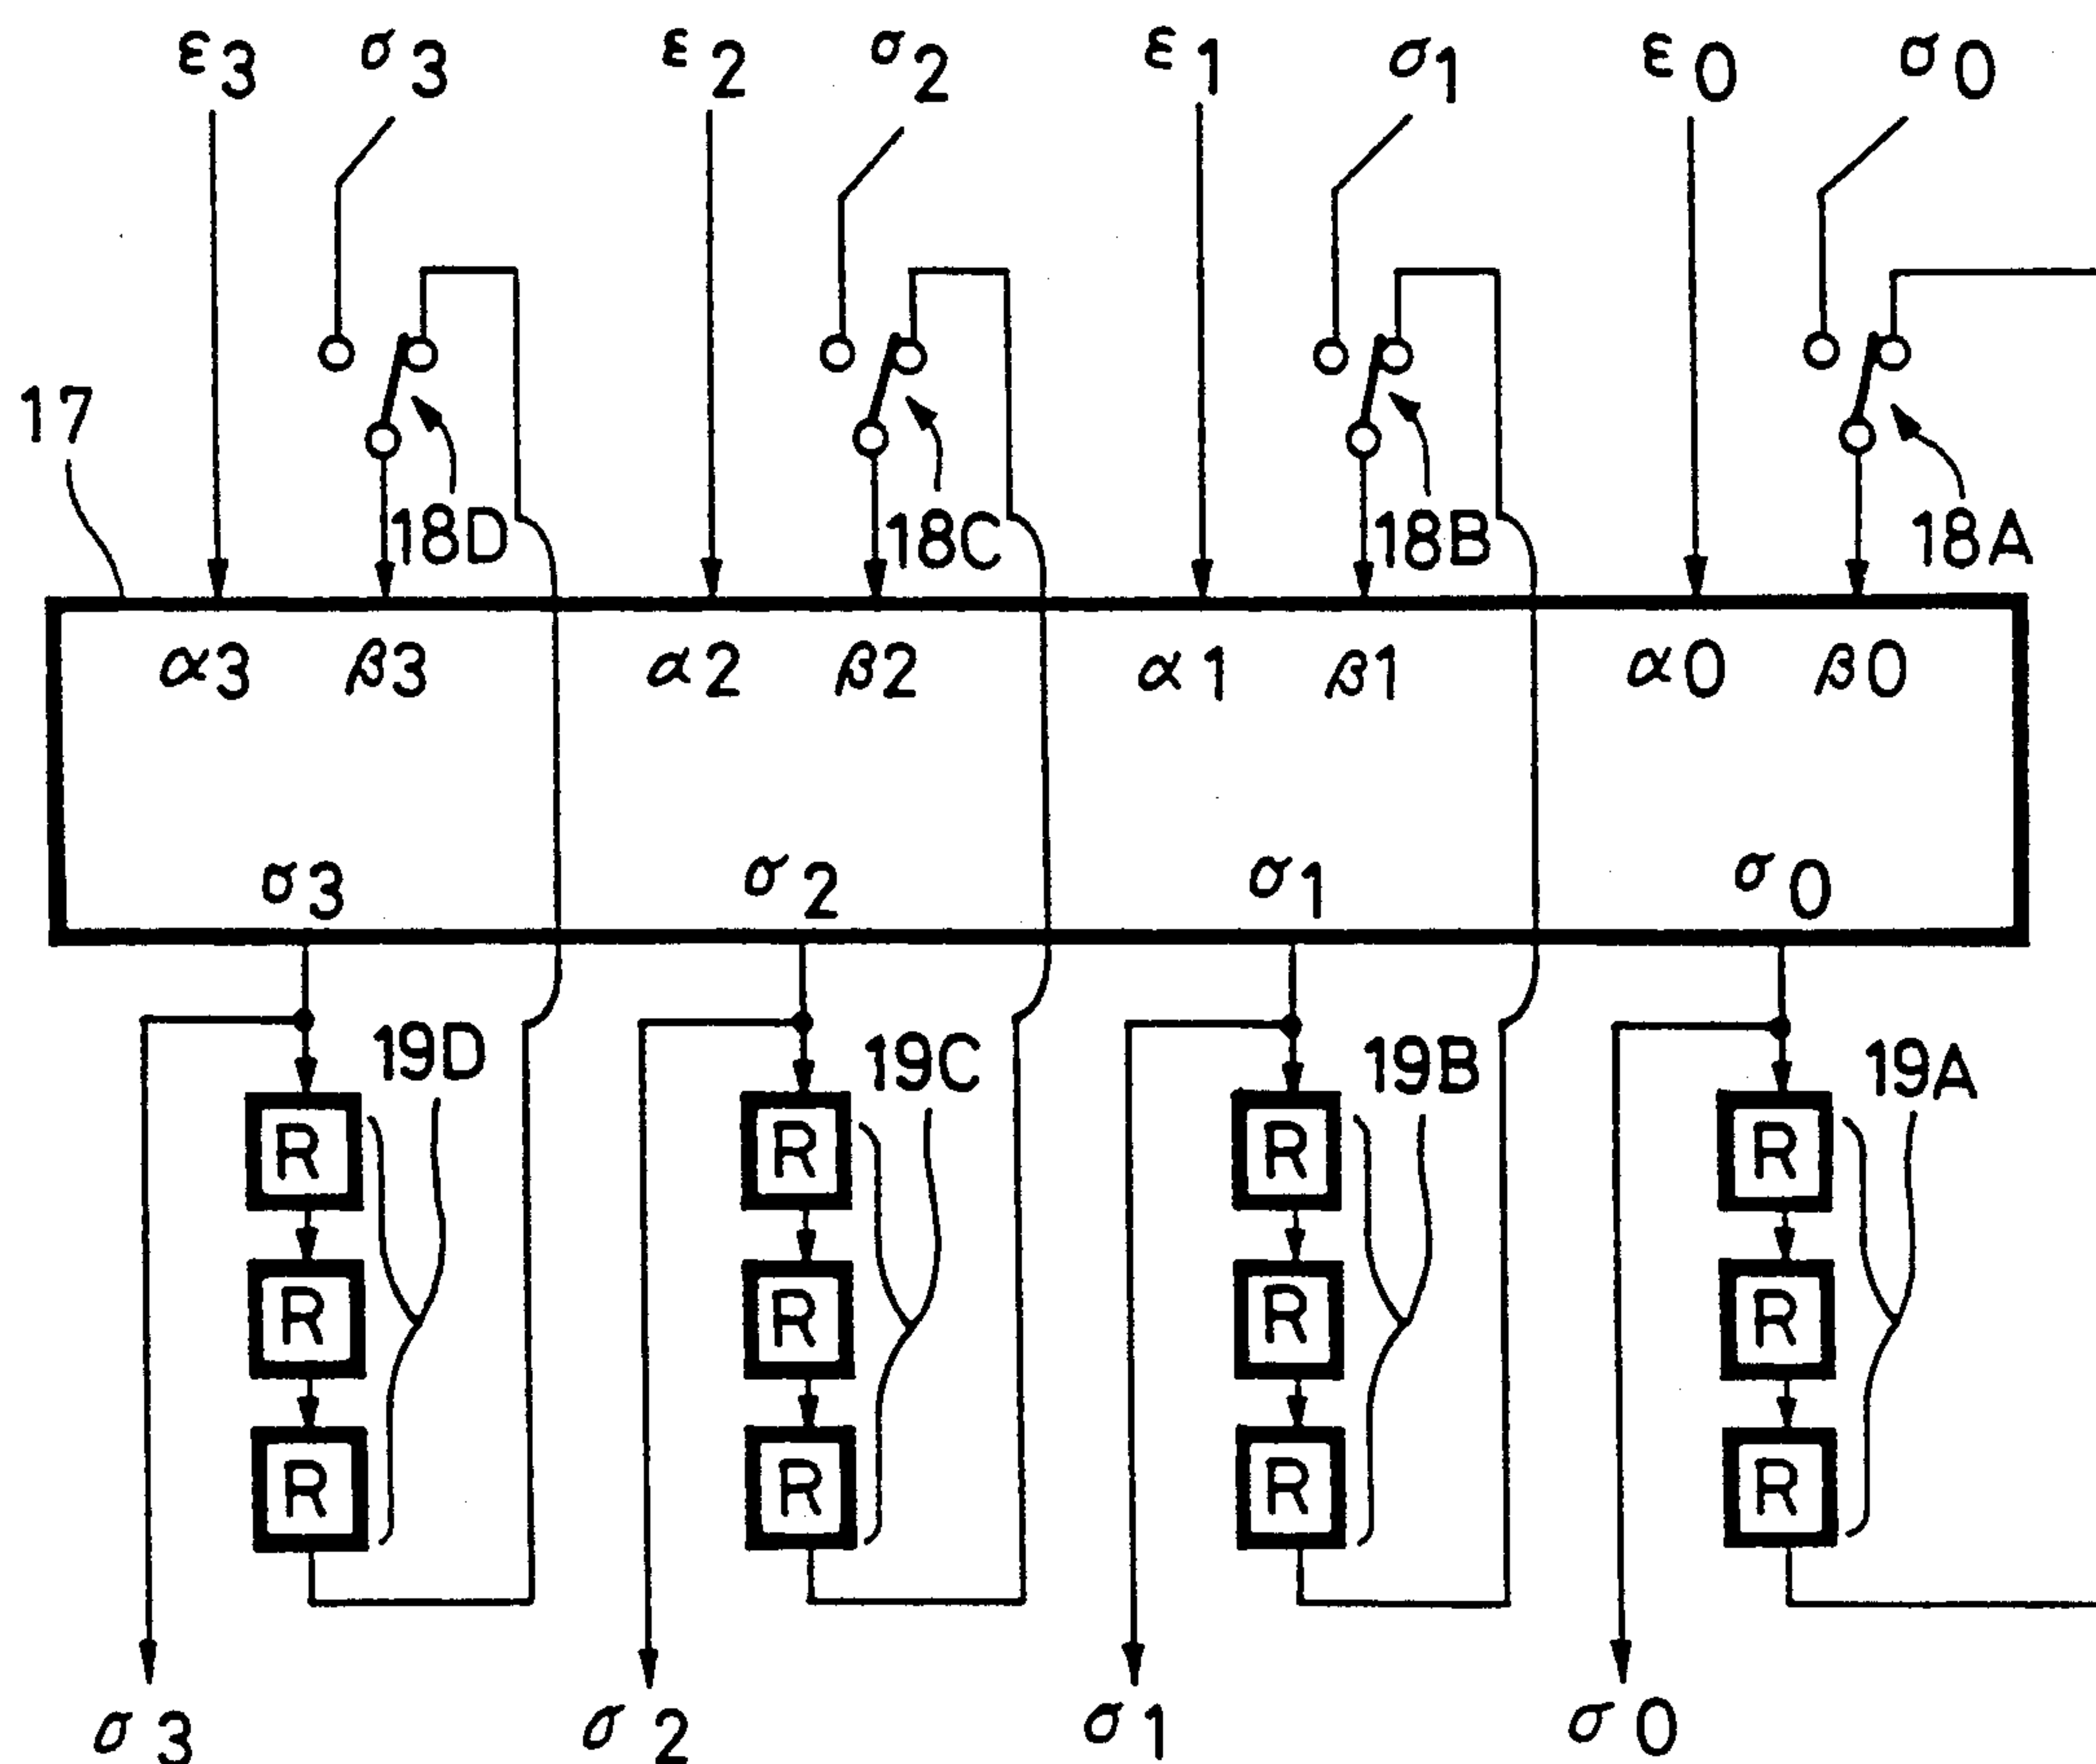 ε3 σ3 ε2 σ2 ε1 σ1 ε0 σ0
17
18D 18C 18B 18A
α3 β3 α2 β2 α1 β1 α0 β0
σ3 σ2 σ1 σ0
19D 19C 19B 19A
R R R R
R R R R
R R R R
σ3 σ2 σ1 σ0